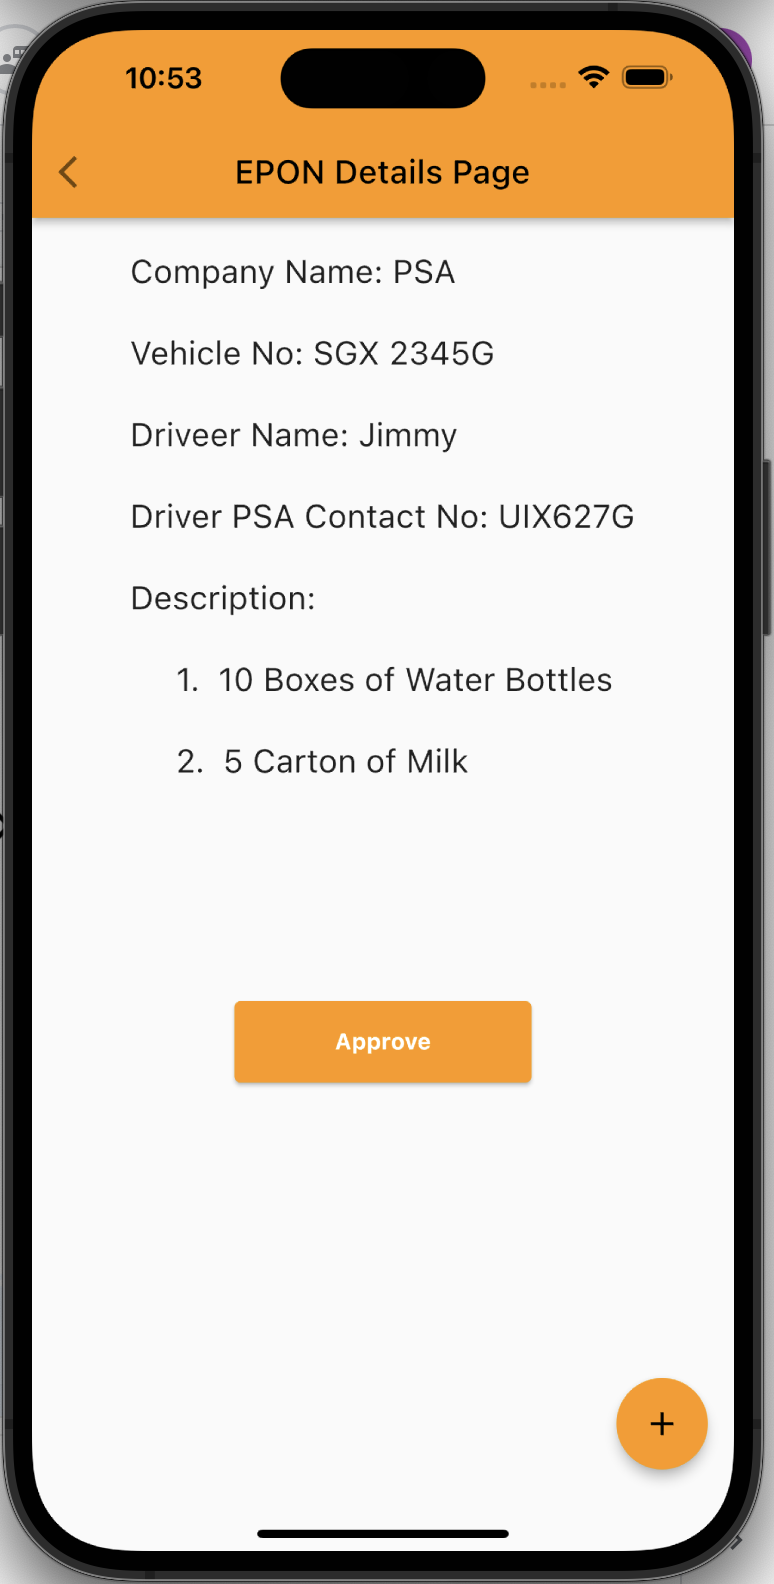 10:53
EPON Details Page
Company Name: PSA
Vehicle No: SGX 2345G
Driveer Name: Jimmy
Driver PSA Contact No: UIX627G
Description:
1. 10 Boxes of Water Bottles
2. 5 Carton of Milk
Approve
+